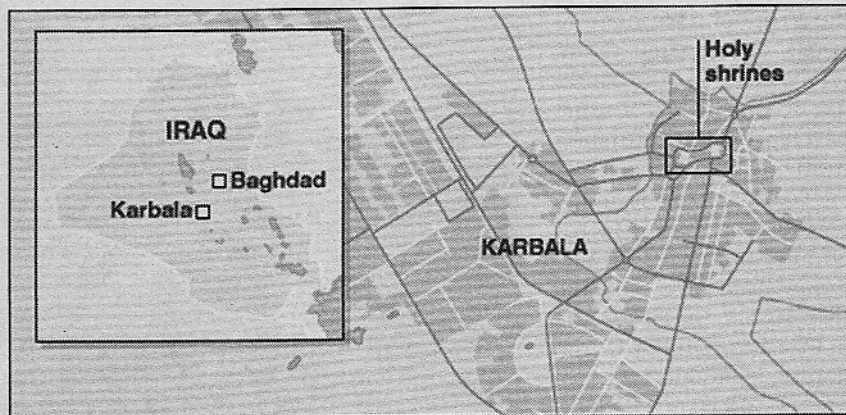 IRAQ
Baghdad
Karbala
KARBALA
Holy
shrines